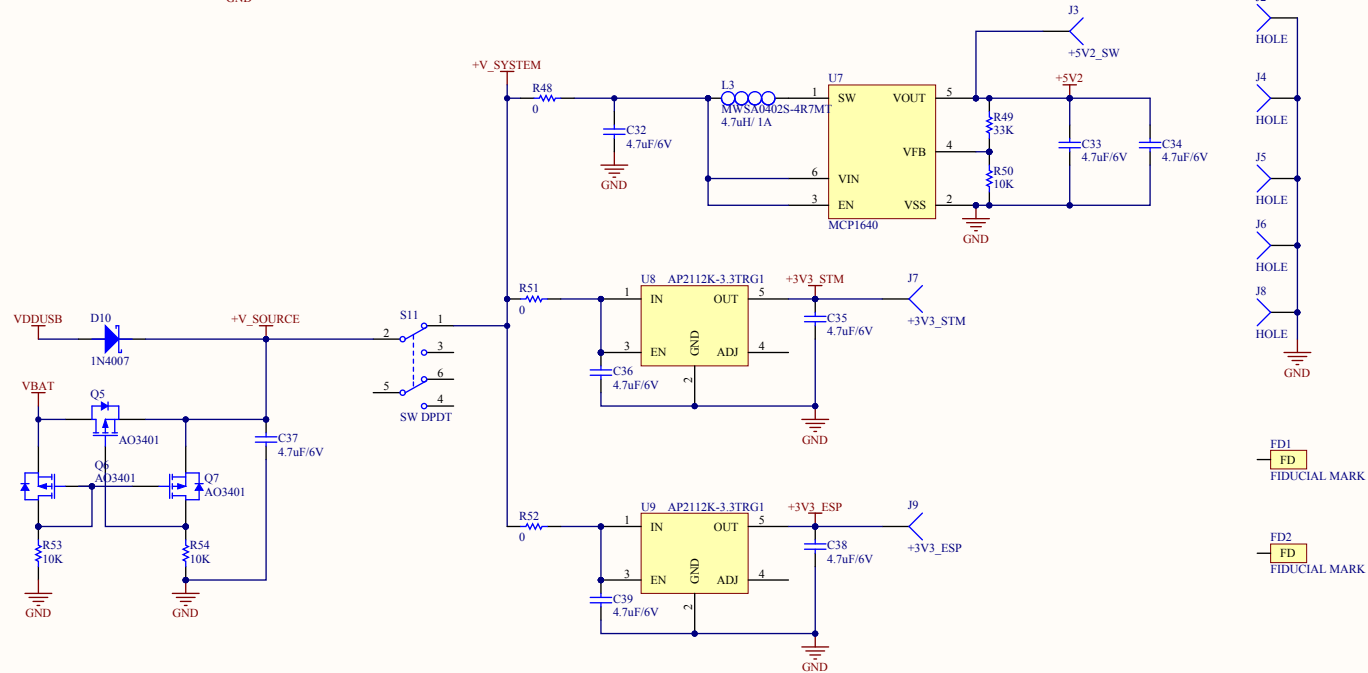 GND
J3
+5V2_SW
HOLE
+V_SYSTEM
R48
0
C32
4.7uF/6V
GND
L3
MWSA0402S-4R7MT
4.7uH/ 1A
U7
1
SW
VOUT
5
VFB
4
6
VIN
3
EN
VSS
2
MCP1640
+5V2
R49
33K
R50
10K
C33
4.7uF/6V
C34
4.7uF/6V
GND
J4
HOLE
J5
HOLE
J6
HOLE
J8
HOLE
GND
R51
0
U8
AP2112K-3.3TRG1
1
IN
OUT
5
3
EN
GND
ADJ
4
2
C36
4.7uF/6V
+3V3_STM
C35
4.7uF/6V
J7
+3V3_STM
GND
VDDUSB
D10
1N4007
+V_SOURCE
S11
2
1
3
5
6
4
SW DPDT
VBAT
Q5
AO3401
Q6
AO3401
Q7
AO3401
C37
4.7uF/6V
R53
10K
R54
10K
GND
GND
R52
0
U9
AP2112K-3.3TRG1
1
IN
OUT
5
3
EN
GND
ADJ
4
2
C39
4.7uF/6V
+3V3_ESP
C38
4.7uF/6V
J9
+3V3_ESP
GND
FD1
FD
FIDUCIAL MARK
FD2
FD
FIDUCIAL MARK